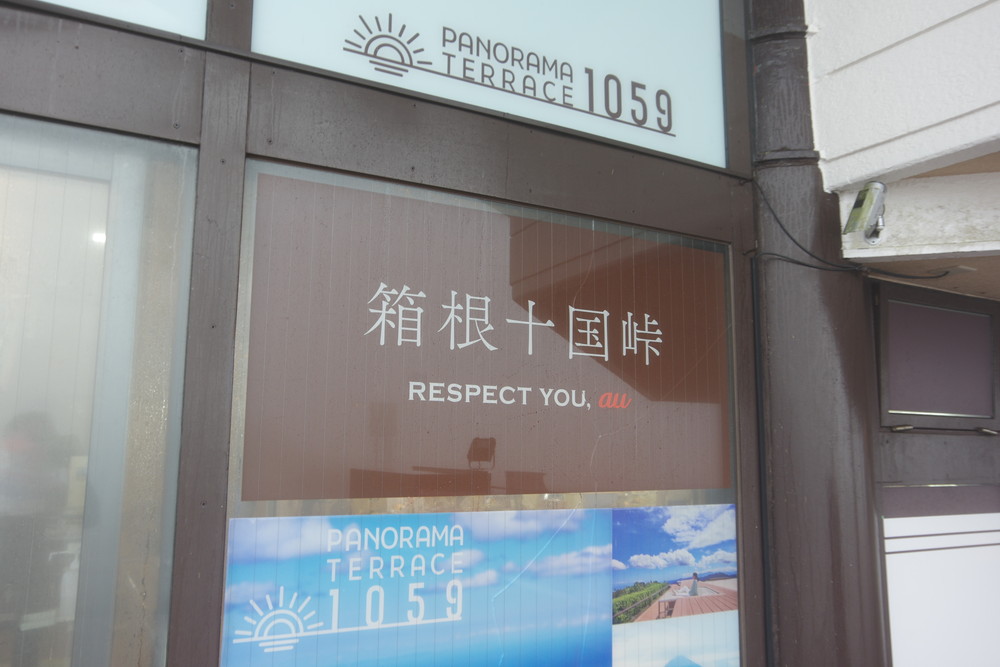 PANORAMA
TERRACE 1059
箱根十国峠
RESPECT YOU, au
PANORAMA
TERRACE
1059